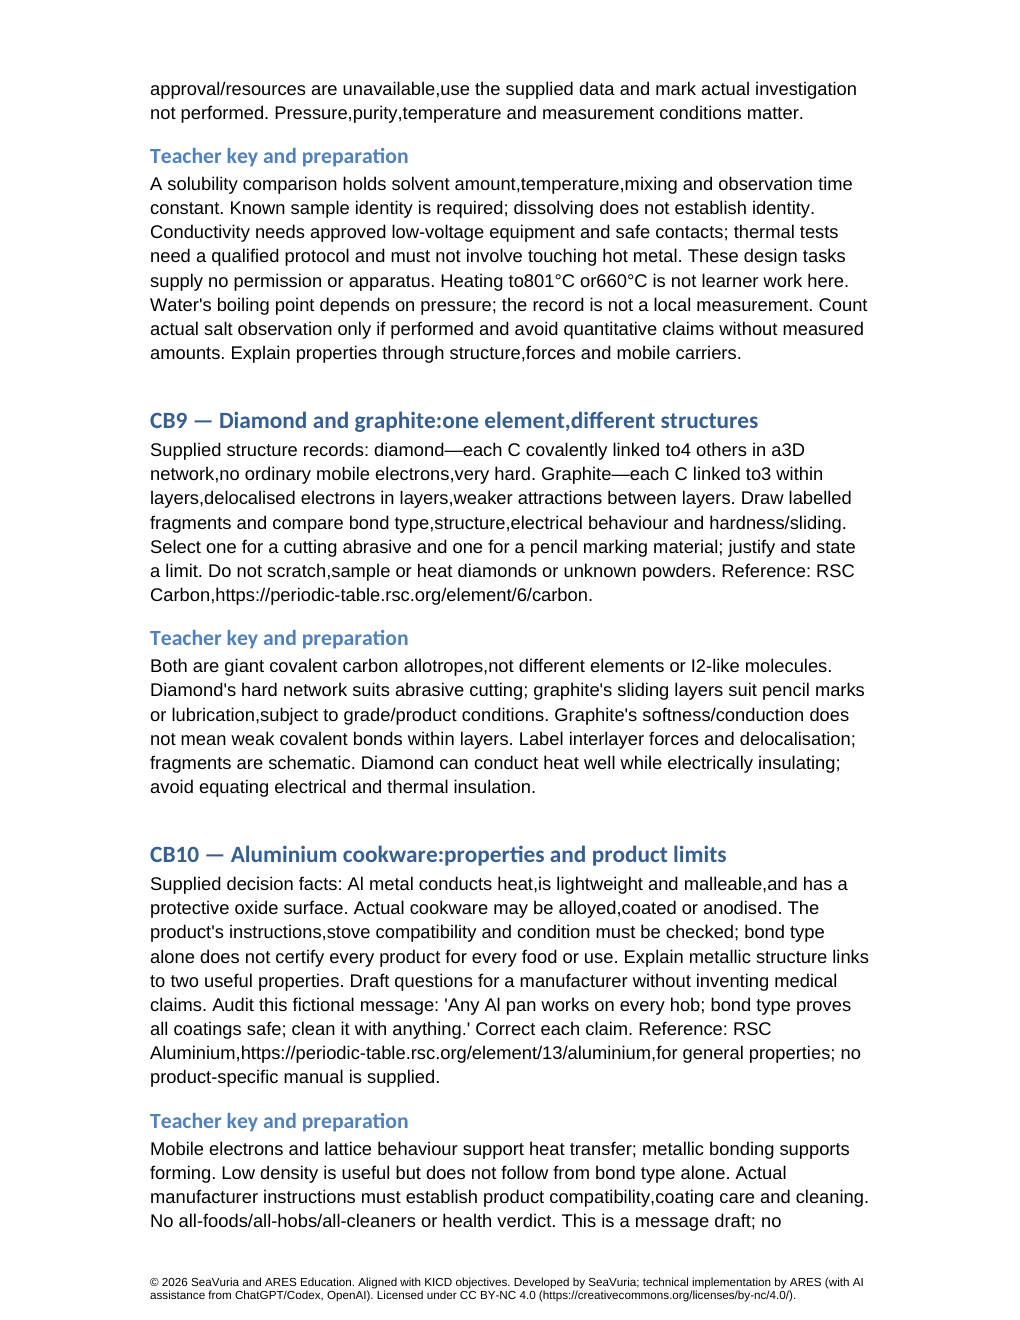 approval/resources are unavailable,use the supplied data and mark actual investigation
not performed. Pressure,purity,temperature and measurement conditions matter.
Teacher key and preparation
A solubility comparison holds solvent amount,temperature,mixing and observation time
constant. Known sample identity is required; dissolving does not establish identity.
Conductivity needs approved low-voltage equipment and safe contacts; thermal tests
need a qualified protocol and must not involve touching hot metal. These design tasks
supply no permission or apparatus. Heating to801°C or660°C is not learner work here.
Water's boiling point depends on pressure; the record is not a local measurement. Count
actual salt observation only if performed and avoid quantitative claims without measured
amounts. Explain properties through structure,forces and mobile carriers.
CB9 — Diamond and graphite:one element,different structures
Supplied structure records: diamond—each C covalently linked to4 others in a3D
network,no ordinary mobile electrons,very hard. Graphite—each C linked to3 within
layers,delocalised electrons in layers,weaker attractions between layers. Draw labelled
fragments and compare bond type,structure,electrical behaviour and hardness/sliding.
Select one for a cutting abrasive and one for a pencil marking material; justify and state
a limit. Do not scratch,sample or heat diamonds or unknown powders. Reference: RSC
Carbon,https://periodic-table.rsc.org/element/6/carbon.
Teacher key and preparation
Both are giant covalent carbon allotropes,not different elements or I2-like molecules.
Diamond's hard network suits abrasive cutting; graphite's sliding layers suit pencil marks
or lubrication,subject to grade/product conditions. Graphite's softness/conduction does
not mean weak covalent bonds within layers. Label interlayer forces and delocalisation;
fragments are schematic. Diamond can conduct heat well while electrically insulating;
avoid equating electrical and thermal insulation.
CB10 — Aluminium cookware:properties and product limits
Supplied decision facts: Al metal conducts heat,is lightweight and malleable,and has a
protective oxide surface. Actual cookware may be alloyed,coated or anodised. The
product's instructions,stove compatibility and condition must be checked; bond type
alone does not certify every product for every food or use. Explain metallic structure links
to two useful properties. Draft questions for a manufacturer without inventing medical
claims. Audit this fictional message: 'Any Al pan works on every hob; bond type proves
all coatings safe; clean it with anything.' Correct each claim. Reference: RSC
Aluminium,https://periodic-table.rsc.org/element/13/aluminium,for general properties; no
product-specific manual is supplied.
Teacher key and preparation
Mobile electrons and lattice behaviour support heat transfer; metallic bonding supports
forming. Low density is useful but does not follow from bond type alone. Actual
manufacturer instructions must establish product compatibility,coating care and cleaning.
No all-foods/all-hobs/all-cleaners or health verdict. This is a message draft; no
© 2026 SeaVuria and ARES Education. Aligned with KICD objectives. Developed by SeaVuria; technical implementation by ARES (with AI
assistance from ChatGPT/Codex, OpenAI). Licensed under CC BY-NC 4.0 (https://creativecommons.org/licenses/by-nc/4.0/).